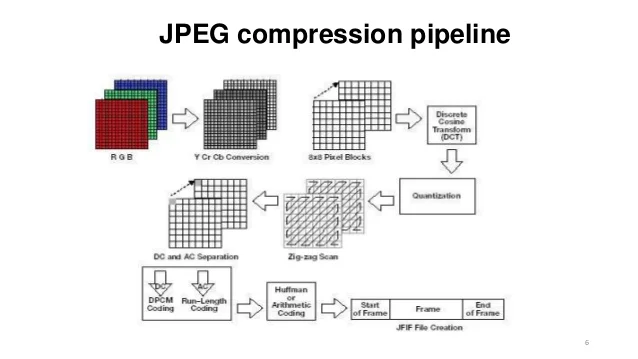 JPEG compression pipeline
R G B
Y Cr Cb Conversion
8x8 Pixel Blocks
Discrete
Cosine
Transform
(DCT)
Quantization
DC and AC Separation
Zig-zag Scan
DC
AC
DPCM
Coding
Run-Length
Coding
Huffman
or
Arithmetic
Coding
Start
of Frame
Frame
End
of Frame
JFIF File Creation
6